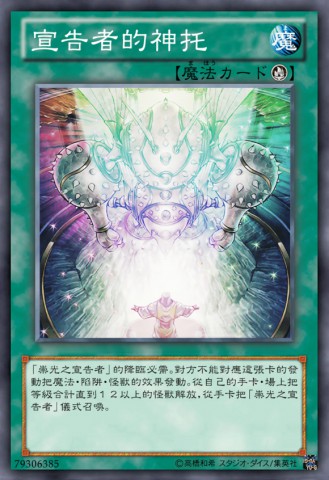 宣告者的神托
魔
【魔法カード】
まほう
「崇光之宣告者」的降臨必需。對方不能對應這張卡的發
動把魔法·陷阱·怪獸的效果發動。從自己的手卡·場上把
等級合計直到１２以上的怪獸解放,從手卡把「崇光之宣
告者」儀式召喚。
79306385
©高橋和希 スタジオ・ダイス/集英社